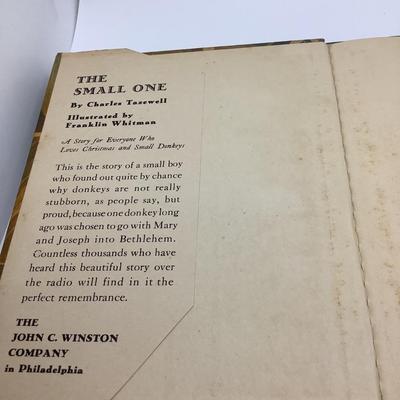 THE
SMALL ONE
By Charles Tazewell
Illustrated by
Franklin Whitman
A Story for Everyone Who
Loves Christmas and Small Donkeys
This is the story of a small boy
who found out quite by chance
why donkeys are not really
stubborn, as people say, but
proud, because one donkey long
ago was chosen to go with Mary
and Joseph into Bethlehem.
Countless thousands who have
heard this beautiful story over
the radio will find in it the
perfect remembrance.
THE
JOHN C. WINSTON
COMPANY
in Philadelphia